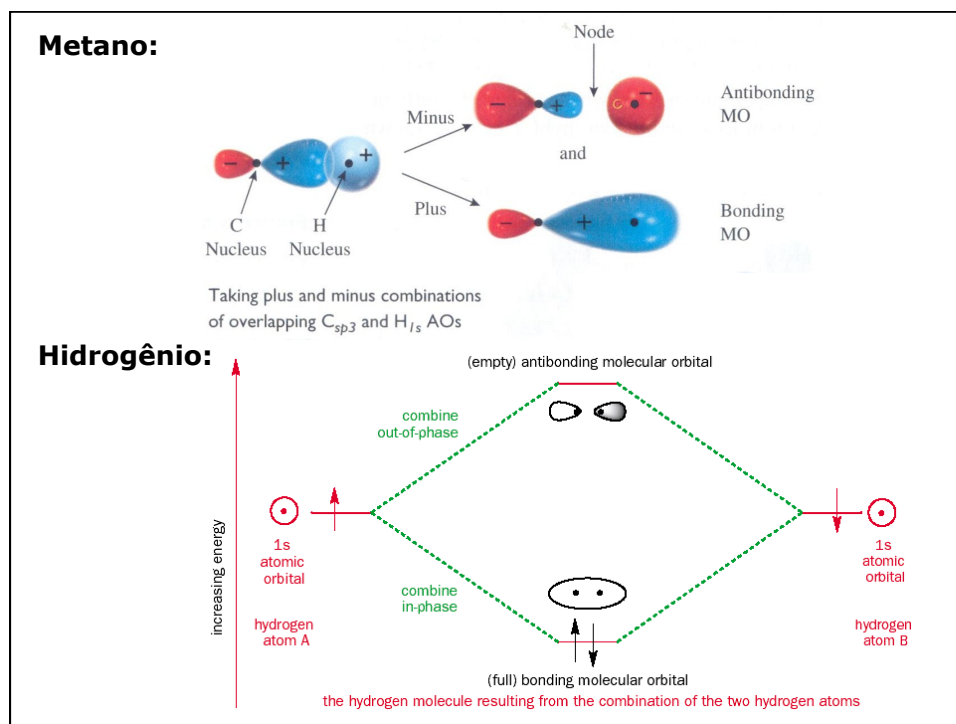 Metano:
Node
Antibonding
MO
Minus
− + −
− + +
and
Plus
C
Nucleus
H
Nucleus
− +
Bonding
MO
Taking plus and minus combinations
of overlapping Csp3 and H1s AOs
Hidrogênio:
(empty) antibonding molecular orbital
increasing energy
combine
out-of-phase
1s
atomic
orbital
1s
atomic
orbital
combine
in-phase
hydrogen
atom A
hydrogen
atom B
(full) bonding molecular orbital
the hydrogen molecule resulting from the combination of the two hydrogen atoms